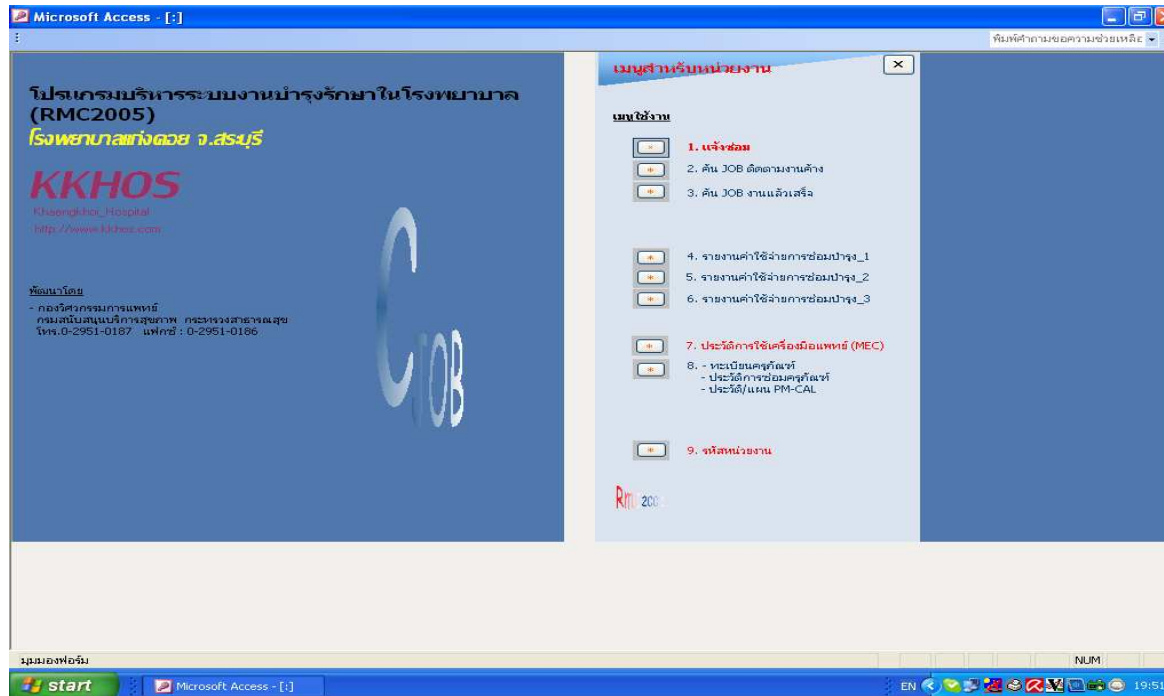 Microsoft Access - [:]
พิมพ์คำถามขอความช่วยเหลือ
โปรแกรมบริหารระบบงานบำรุงรักษาในโรงพยาบาล
(RMC2005)
โรงพยาบาลแก่งคอย จ.สระบุรี
KKHOS
Khaengkhoi_Hospital
http://www.kkhos.com
พัฒนาโดย
- กองวิศวกรรมการแพทย์
กรมสนับสนุนบริการสุขภาพ กระทรวงสาธารณสุข
โทร.0-2951-0187 แฟกซ์ : 0-2951-0186
C JOB
เมนูสำหรับหน่วยงาน
เมนูใช้งาน
1. แจ้งซ่อม
2. ค้น JOB ติดตามงานค้าง
3. ค้น JOB งานแล้วเสร็จ
4. รายงานค่าใช้จ่ายการซ่อมบำรุง_1
5. รายงานค่าใช้จ่ายการซ่อมบำรุง_2
6. รายงานค่าใช้จ่ายการซ่อมบำรุง_3
7. ประวัติการใช้เครื่องมือแพทย์ (MEC)
8. - ทะเบียนครุภัณฑ์
- ประวัติการซ่อมครุภัณฑ์
- ประวัติ/แผน PM-CAL
9. รหัสหน่วยงาน
มุมมองฟอร์ม
NUM
start
Microsoft Access - [:]
EN
19:51